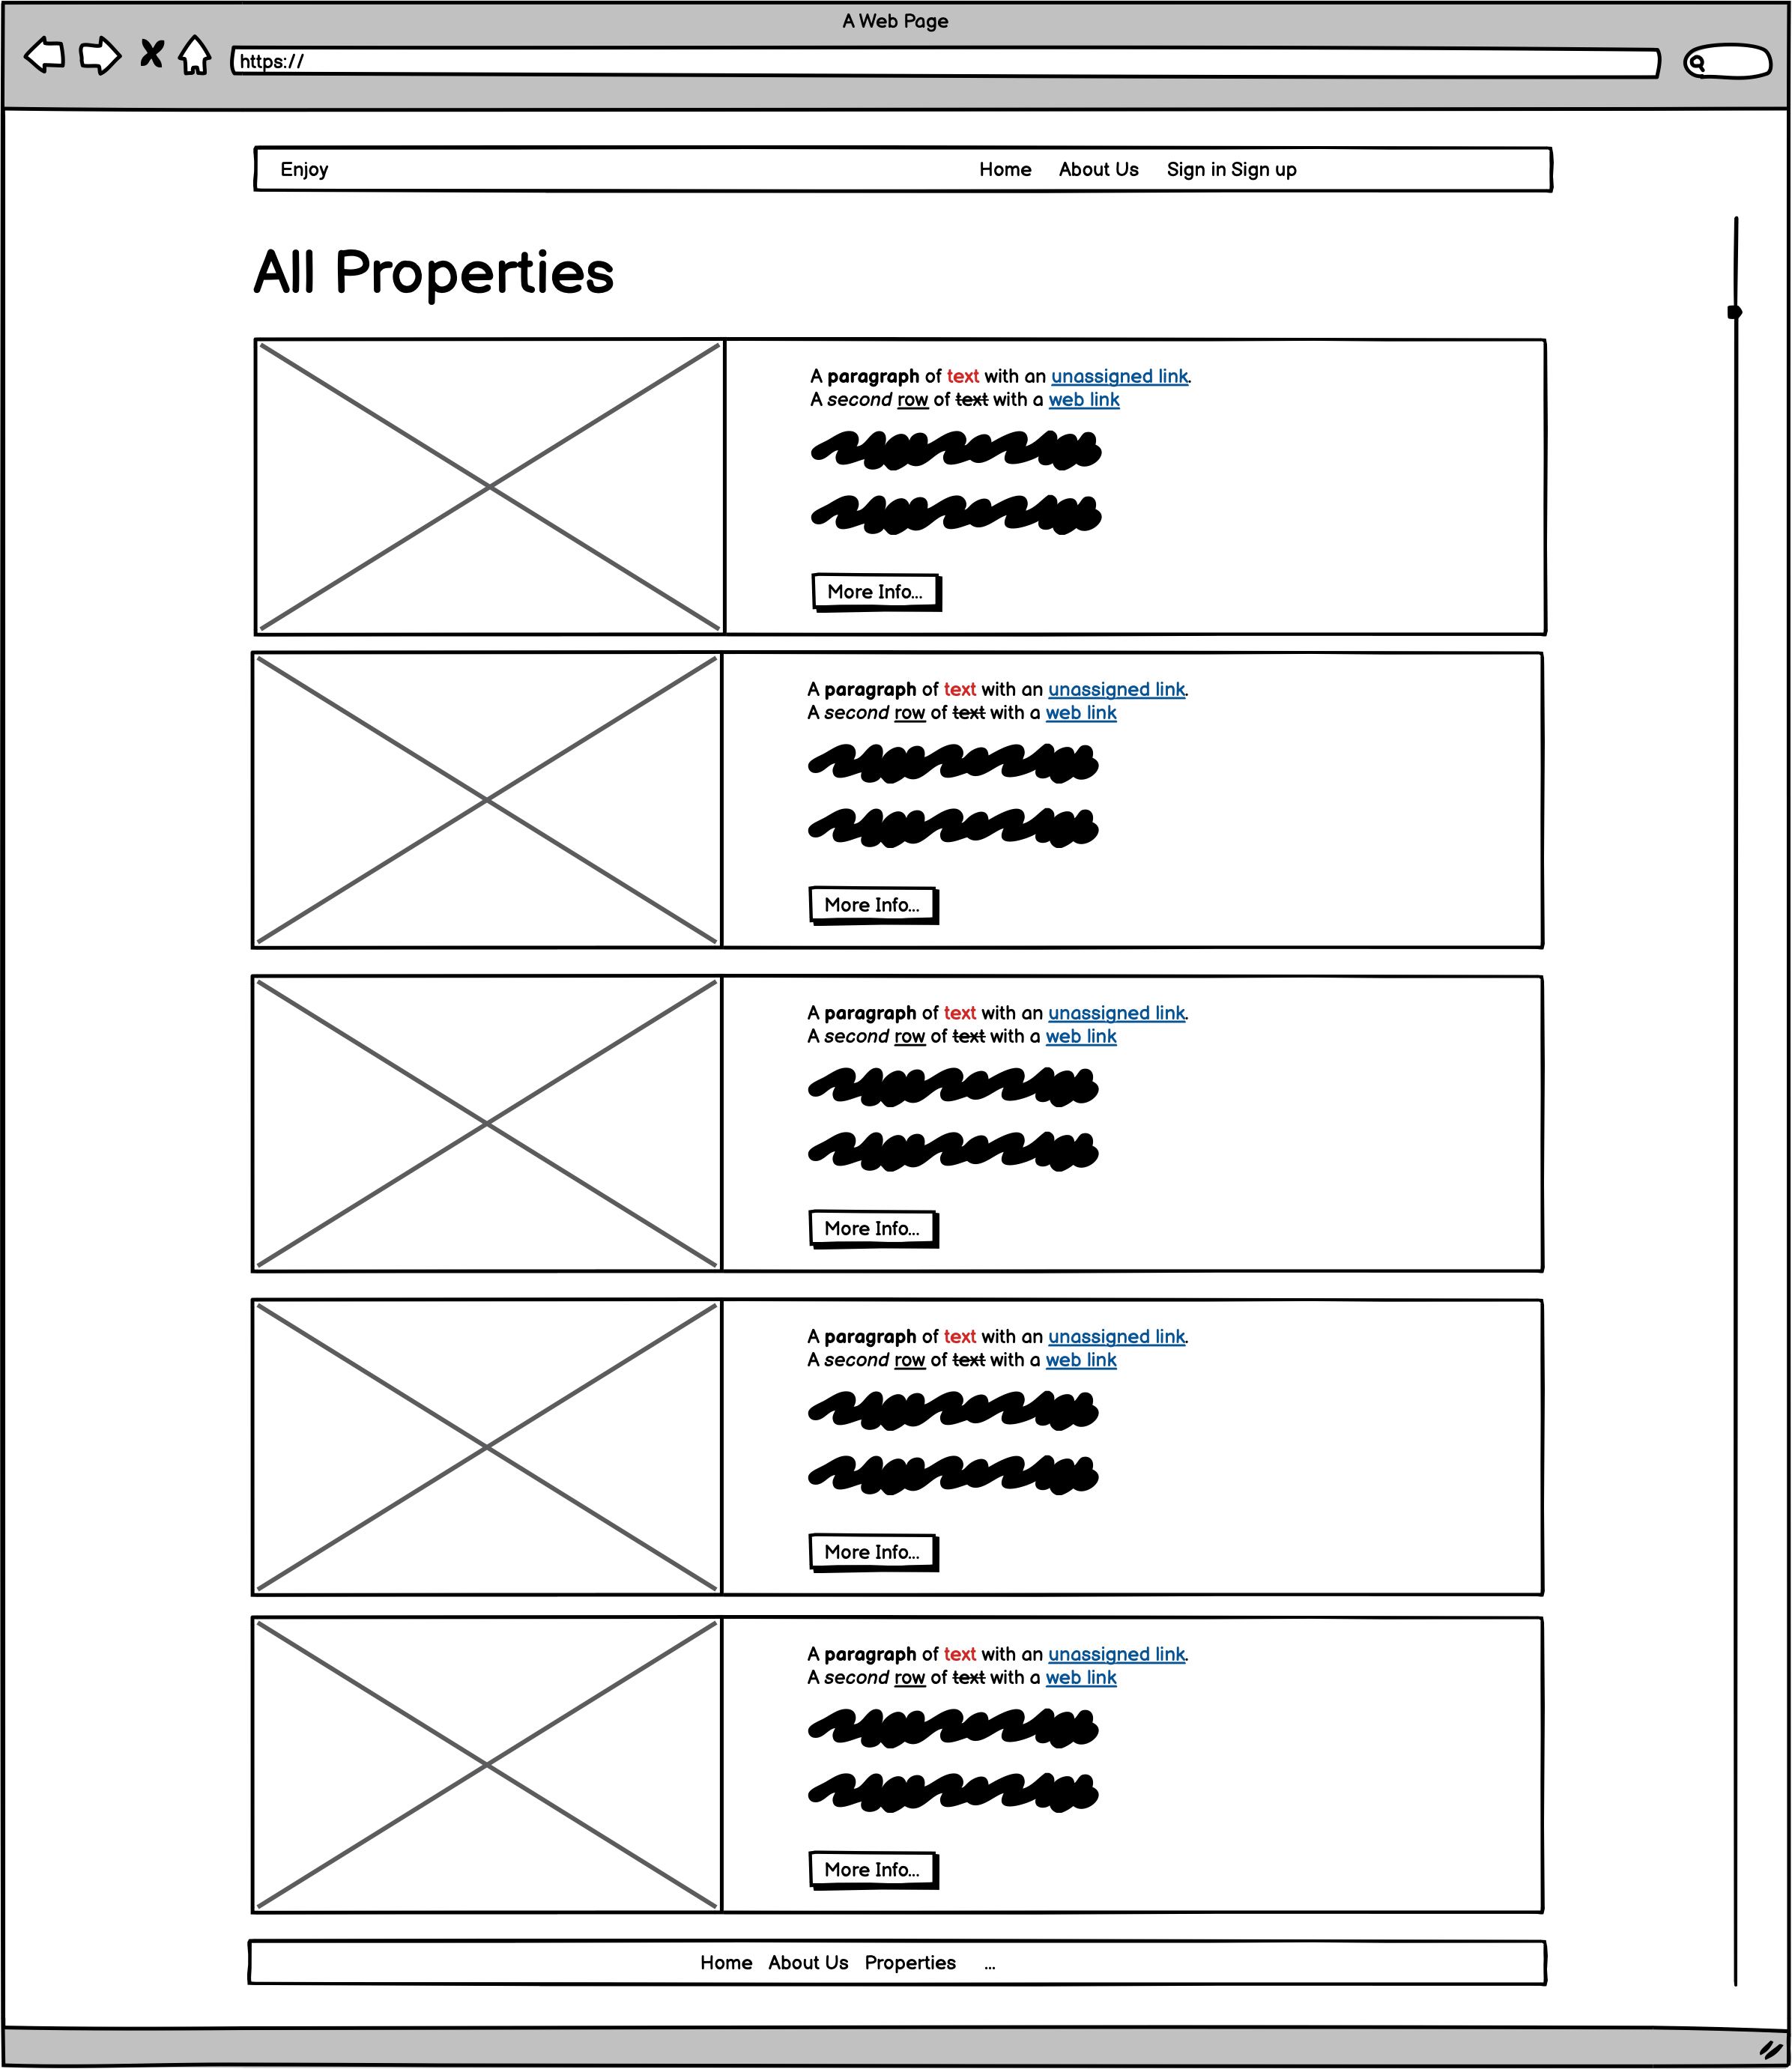 A Web Page
https://
Enjoy Home About Us Sign in Sign up
All Properties
A paragraph of text with an unassigned link.
A second row of text with a web link
More Info...
A paragraph of text with an unassigned link.
A second row of text with a web link
More Info...
A paragraph of text with an unassigned link.
A second row of text with a web link
More Info...
A paragraph of text with an unassigned link.
A second row of text with a web link
More Info...
A paragraph of text with an unassigned link.
A second row of text with a web link
More Info...
Home About Us Properties ...